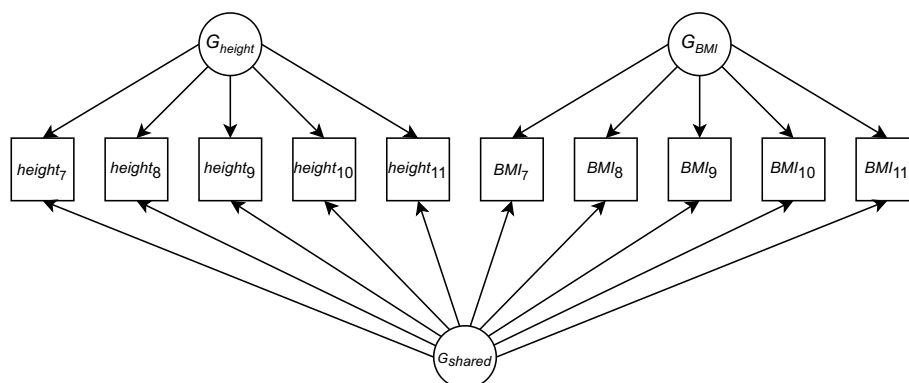 G_height G_BMI
height_7 height_8 height_9 height_10 height_11 BMI_7 BMI_8 BMI_9 BMI_10 BMI_11
G_shared